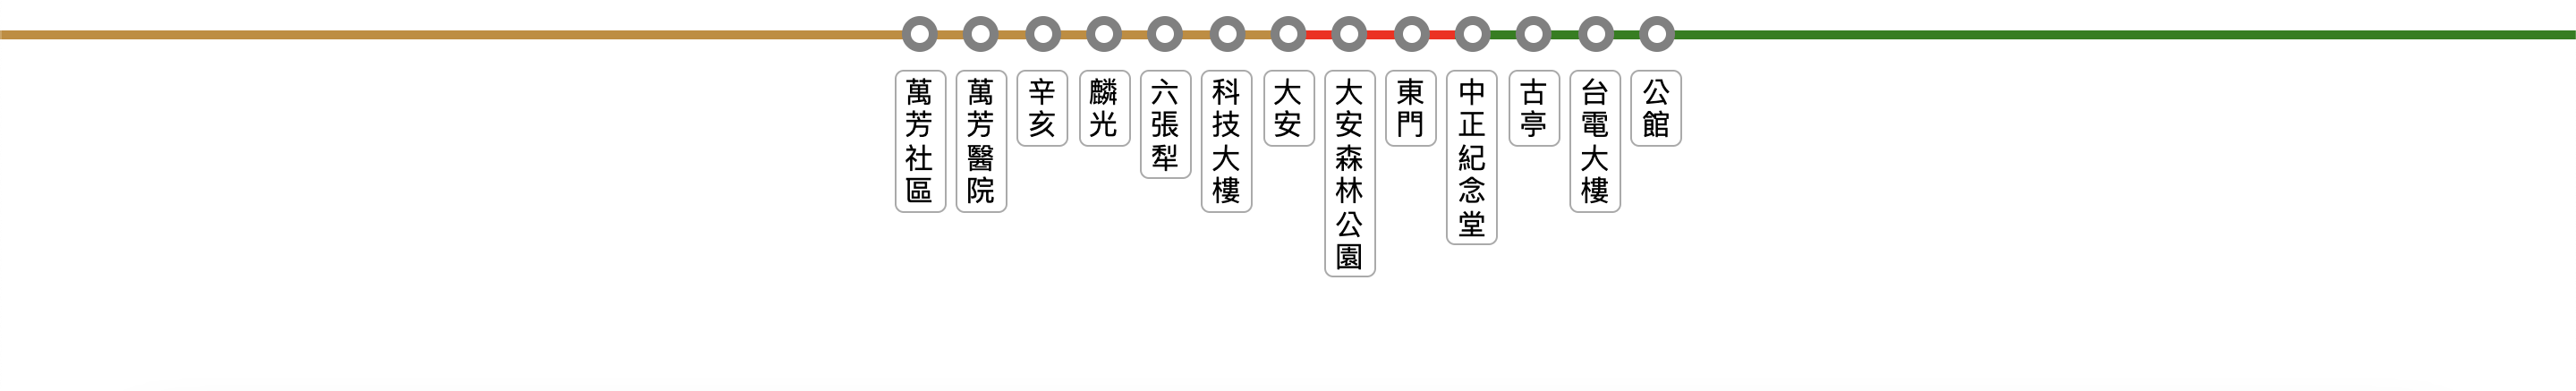 萬芳社區
萬芳醫院
辛亥
麟光
六張犁
科技大樓
大安
大安森林公園
東門
中正紀念堂
古亭
台電大樓
公館